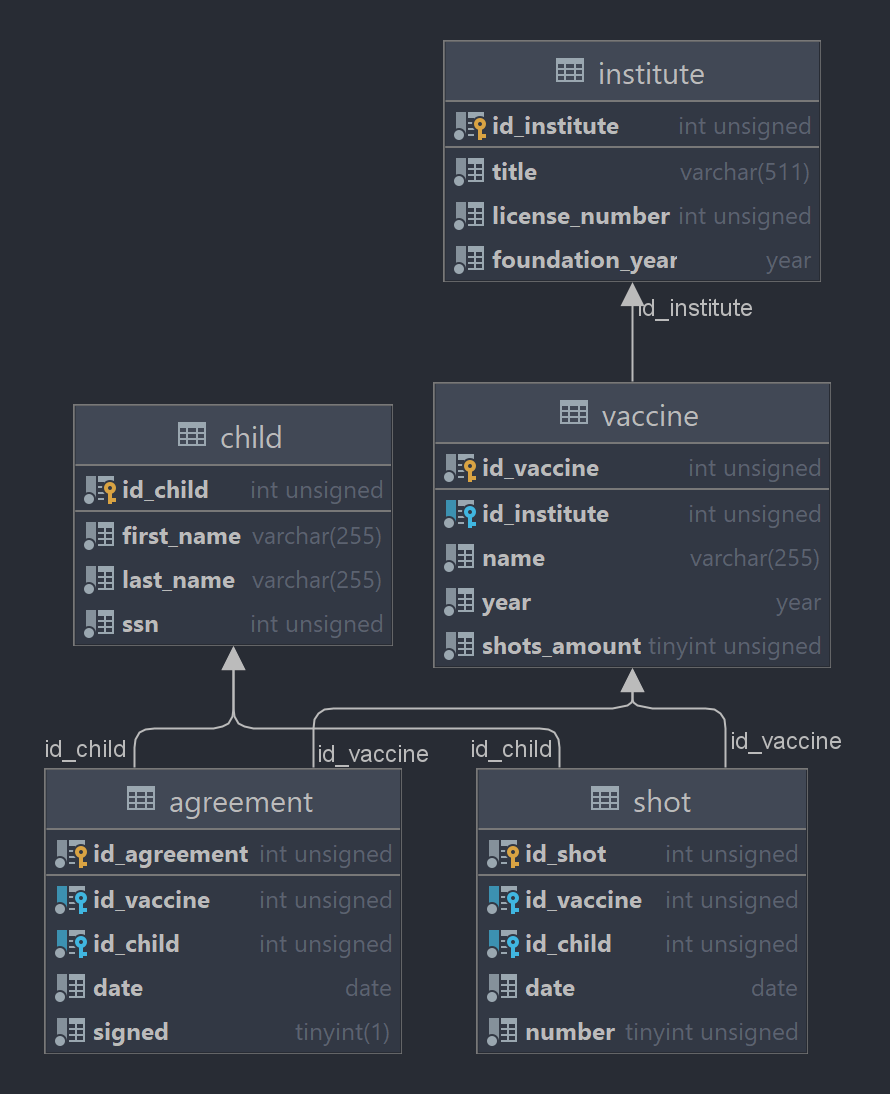 institute
id_institute int unsigned
title varchar(511)
license_number int unsigned
foundation_year year
id_institute
child
id_child int unsigned
first_name varchar(255)
last_name varchar(255)
ssn int unsigned
vaccine
id_vaccine int unsigned
id_institute int unsigned
name varchar(255)
year year
shots_amount tinyint unsigned
id_child
id_vaccine
id_child
id_vaccine
agreement
id_agreement int unsigned
id_vaccine int unsigned
id_child int unsigned
date date
signed tinyint(1)
shot
id_shot int unsigned
id_vaccine int unsigned
id_child int unsigned
date date
number tinyint unsigned